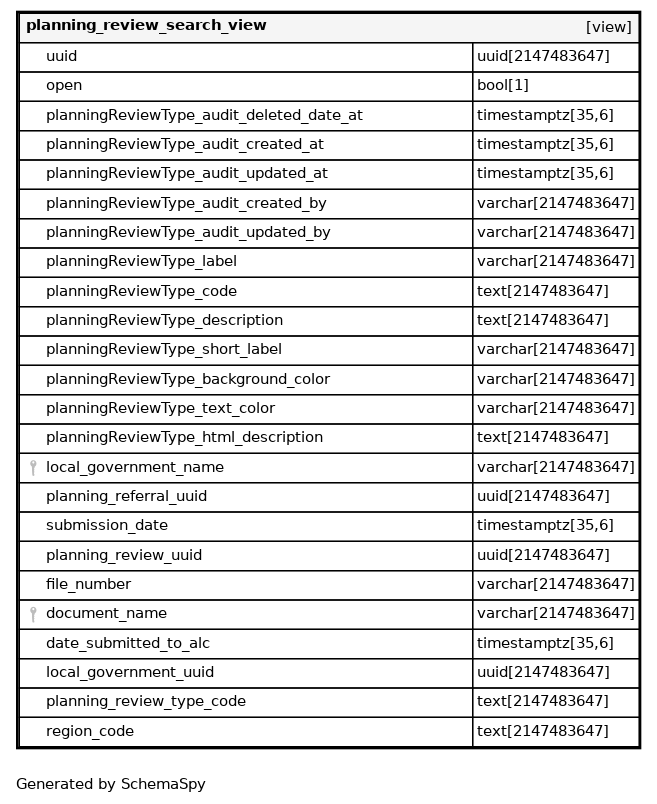 planning_review_search_view [view]
uuid uuid[2147483647]
open bool[1]
planningReviewType_audit_deleted_date_at timestamptz[35,6]
planningReviewType_audit_created_at timestamptz[35,6]
planningReviewType_audit_updated_at timestamptz[35,6]
planningReviewType_audit_created_by varchar[2147483647]
planningReviewType_audit_updated_by varchar[2147483647]
planningReviewType_label varchar[2147483647]
planningReviewType_code text[2147483647]
planningReviewType_description text[2147483647]
planningReviewType_short_label varchar[2147483647]
planningReviewType_background_color varchar[2147483647]
planningReviewType_text_color varchar[2147483647]
planningReviewType_html_description text[2147483647]
local_government_name varchar[2147483647]
planning_referral_uuid uuid[2147483647]
submission_date timestamptz[35,6]
planning_review_uuid uuid[2147483647]
file_number varchar[2147483647]
document_name varchar[2147483647]
date_submitted_to_alc timestamptz[35,6]
local_government_uuid uuid[2147483647]
planning_review_type_code text[2147483647]
region_code text[2147483647]
Generated by SchemaSpy